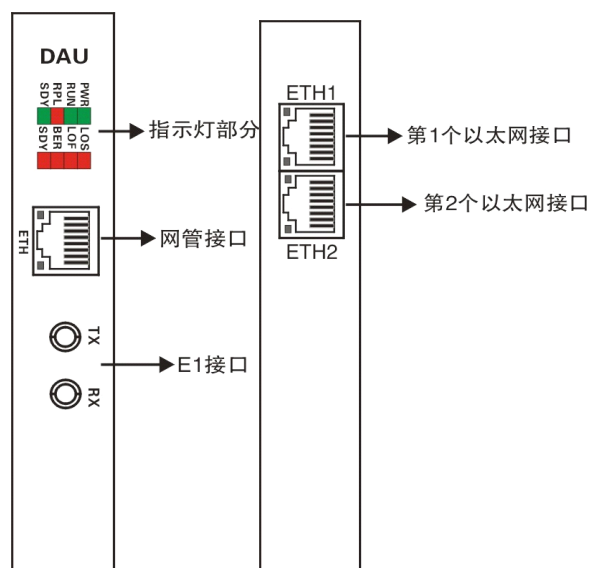 DAU
PWR
RUN
RPL
SDY
LOS
LOF
BER
SDY
指示灯部分
ETH
网管接口
TX
E1接口
RX
ETH1
第1个以太网接口
第2个以太网接口
ETH2